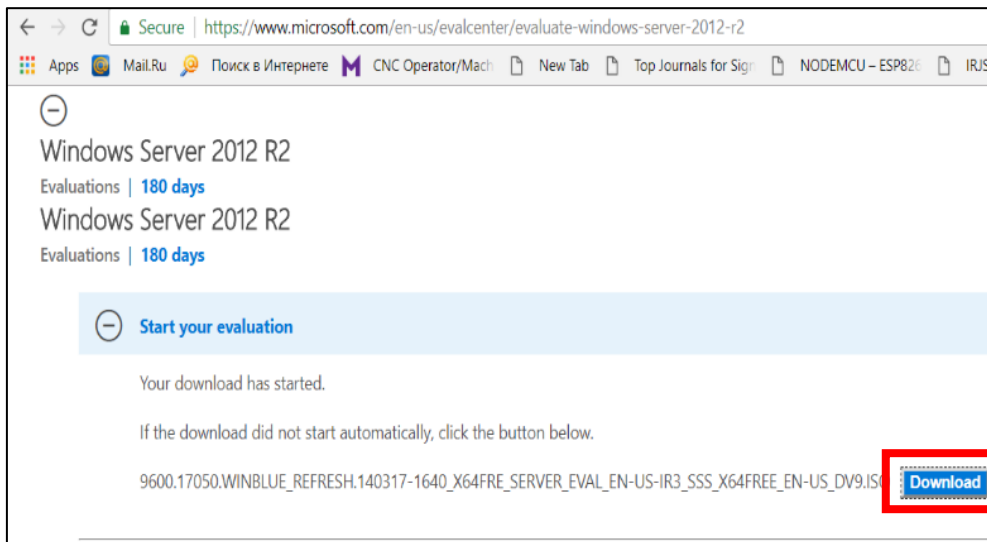 Secure | https://www.microsoft.com/en-us/evalcenter/evaluate-windows-server-2012-r2
Apps Mail.Ru Поиск в Интернете CNC Operator/Mach New Tab Top Journals for Sign NODEMCU – ESP826 IRJS
Windows Server 2012 R2
Evaluations | 180 days
Windows Server 2012 R2
Evaluations | 180 days
Start your evaluation
Your download has started.
If the download did not start automatically, click the button below.
9600.17050.WINBLUE_REFRESH.140317-1640_X64FRE_SERVER_EVAL_EN-US-IR3_SSS_X64FREE_EN-US_DV9.ISO Download